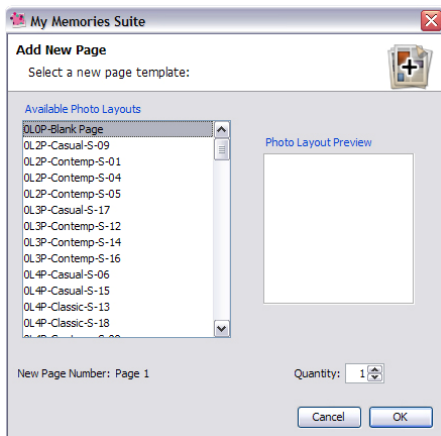 My Memories Suite
Add New Page
Select a new page template:
Available Photo Layouts
0L0P-Blank Page
0L2P-Casual-S-09
0L2P-Contemp-S-01
0L2P-Contemp-S-04
0L2P-Contemp-S-05
0L3P-Casual-S-17
0L3P-Contemp-S-12
0L3P-Contemp-S-14
0L3P-Contemp-S-16
0L4P-Casual-S-06
0L4P-Casual-S-15
0L4P-Classic-S-13
0L4P-Classic-S-18
Photo Layout Preview
New Page Number: Page 1
Quantity: 1
Cancel
OK